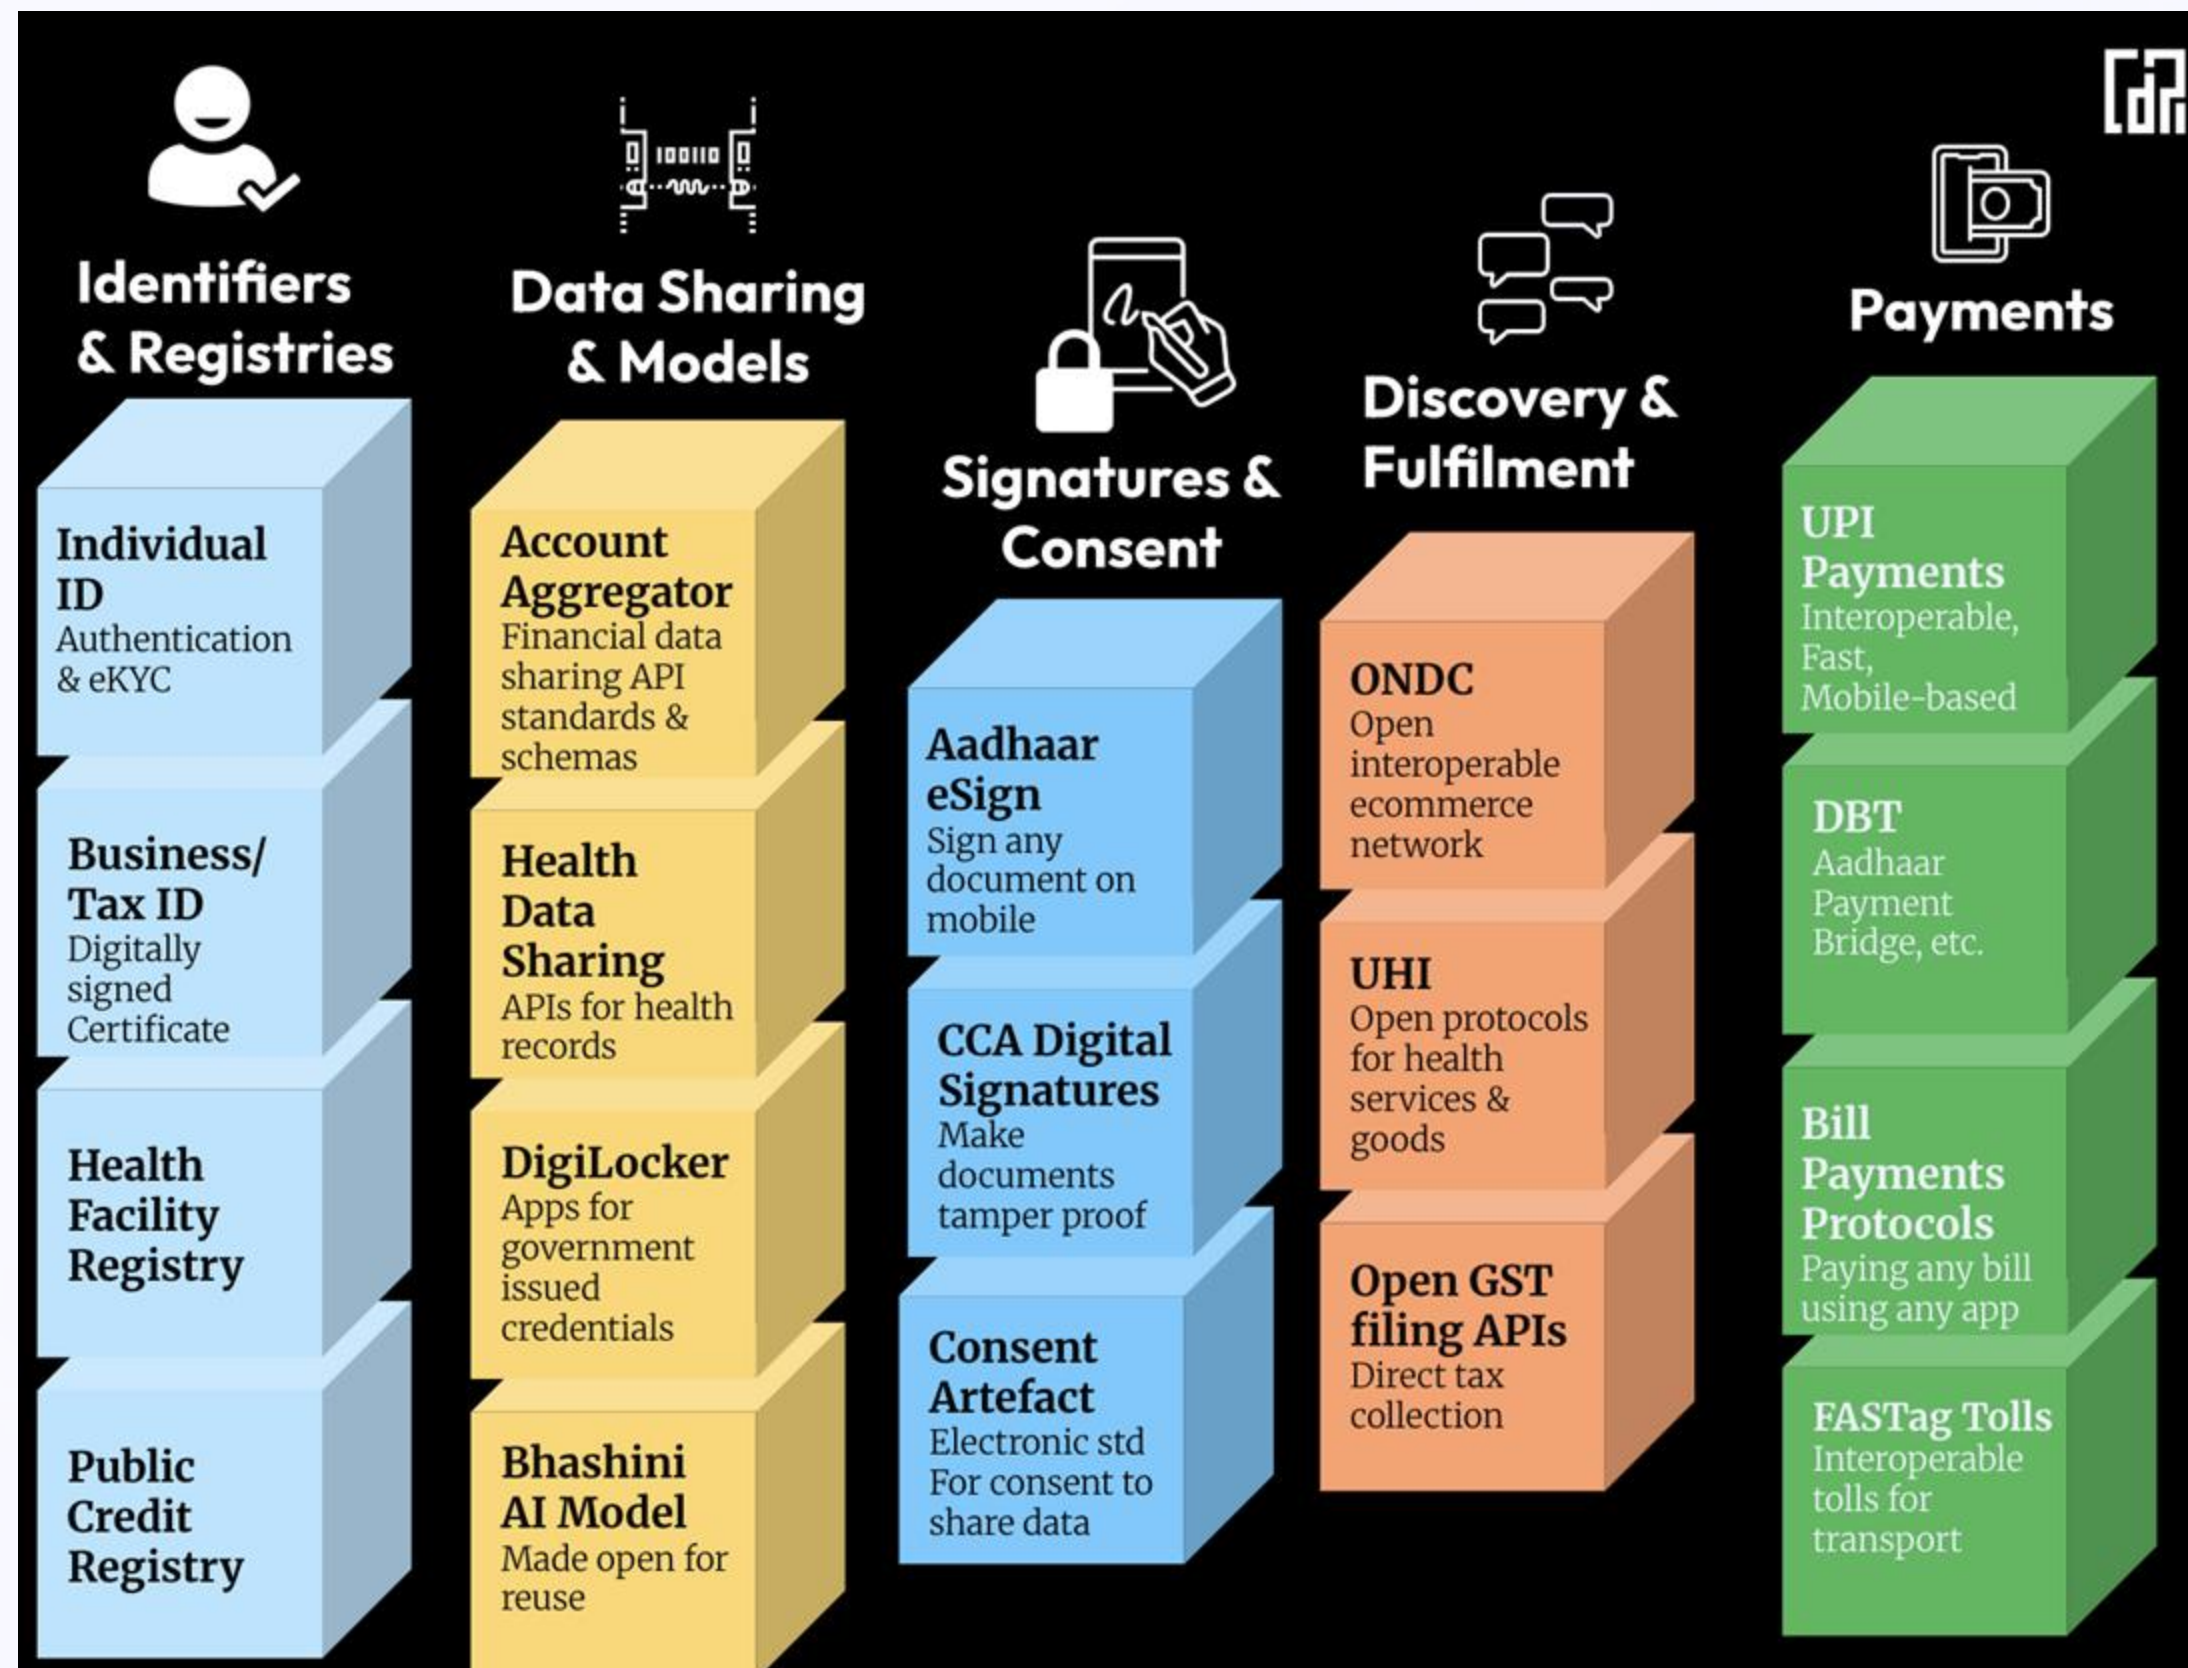 Identifiers
& Registries
Individual
ID
Authentication
& eKYC
Business/
Tax ID
Digitally
signed
Certificate
Health
Facility
Registry
Public
Credit
Registry
100110
Data Sharing
& Models
Account
Aggregator
Financial data
sharing API
standards &
schemas
Health
Data
Sharing
APIs for health
records
DigiLocker
Apps for
government
issued
credentials
Bhashini
AI Model
Made open for
reuse
Signatures &
Consent
Aadhaar
eSign
Sign any
document on
mobile
CCA Digital
Signatures
Make
documents
tamper proof
Consent
Artefact
Electronic std
For consent to
share data
Discovery &
Fulfilment
ONDC
Open
interoperable
ecommerce
network
UHI
Open protocols
for health
services &
goods
Open GST
filing APIs
Direct tax
collection
Payments
UPI
Payments
Interoperable,
Fast,
Mobile-based
DBT
Aadhaar
Payment
Bridge, etc.
Bill
Payments
Protocols
Paying any bill
using any app
FASTag Tolls
Interoperable
tolls for
transport